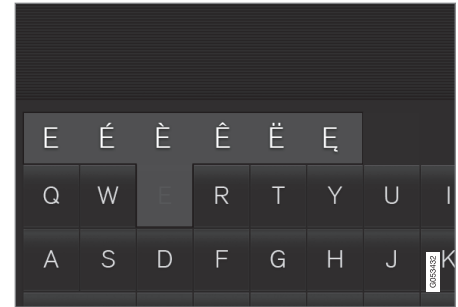 E É È Ê Ë Ę
Q W E R T Y U I
A S D F G H J K
G053432